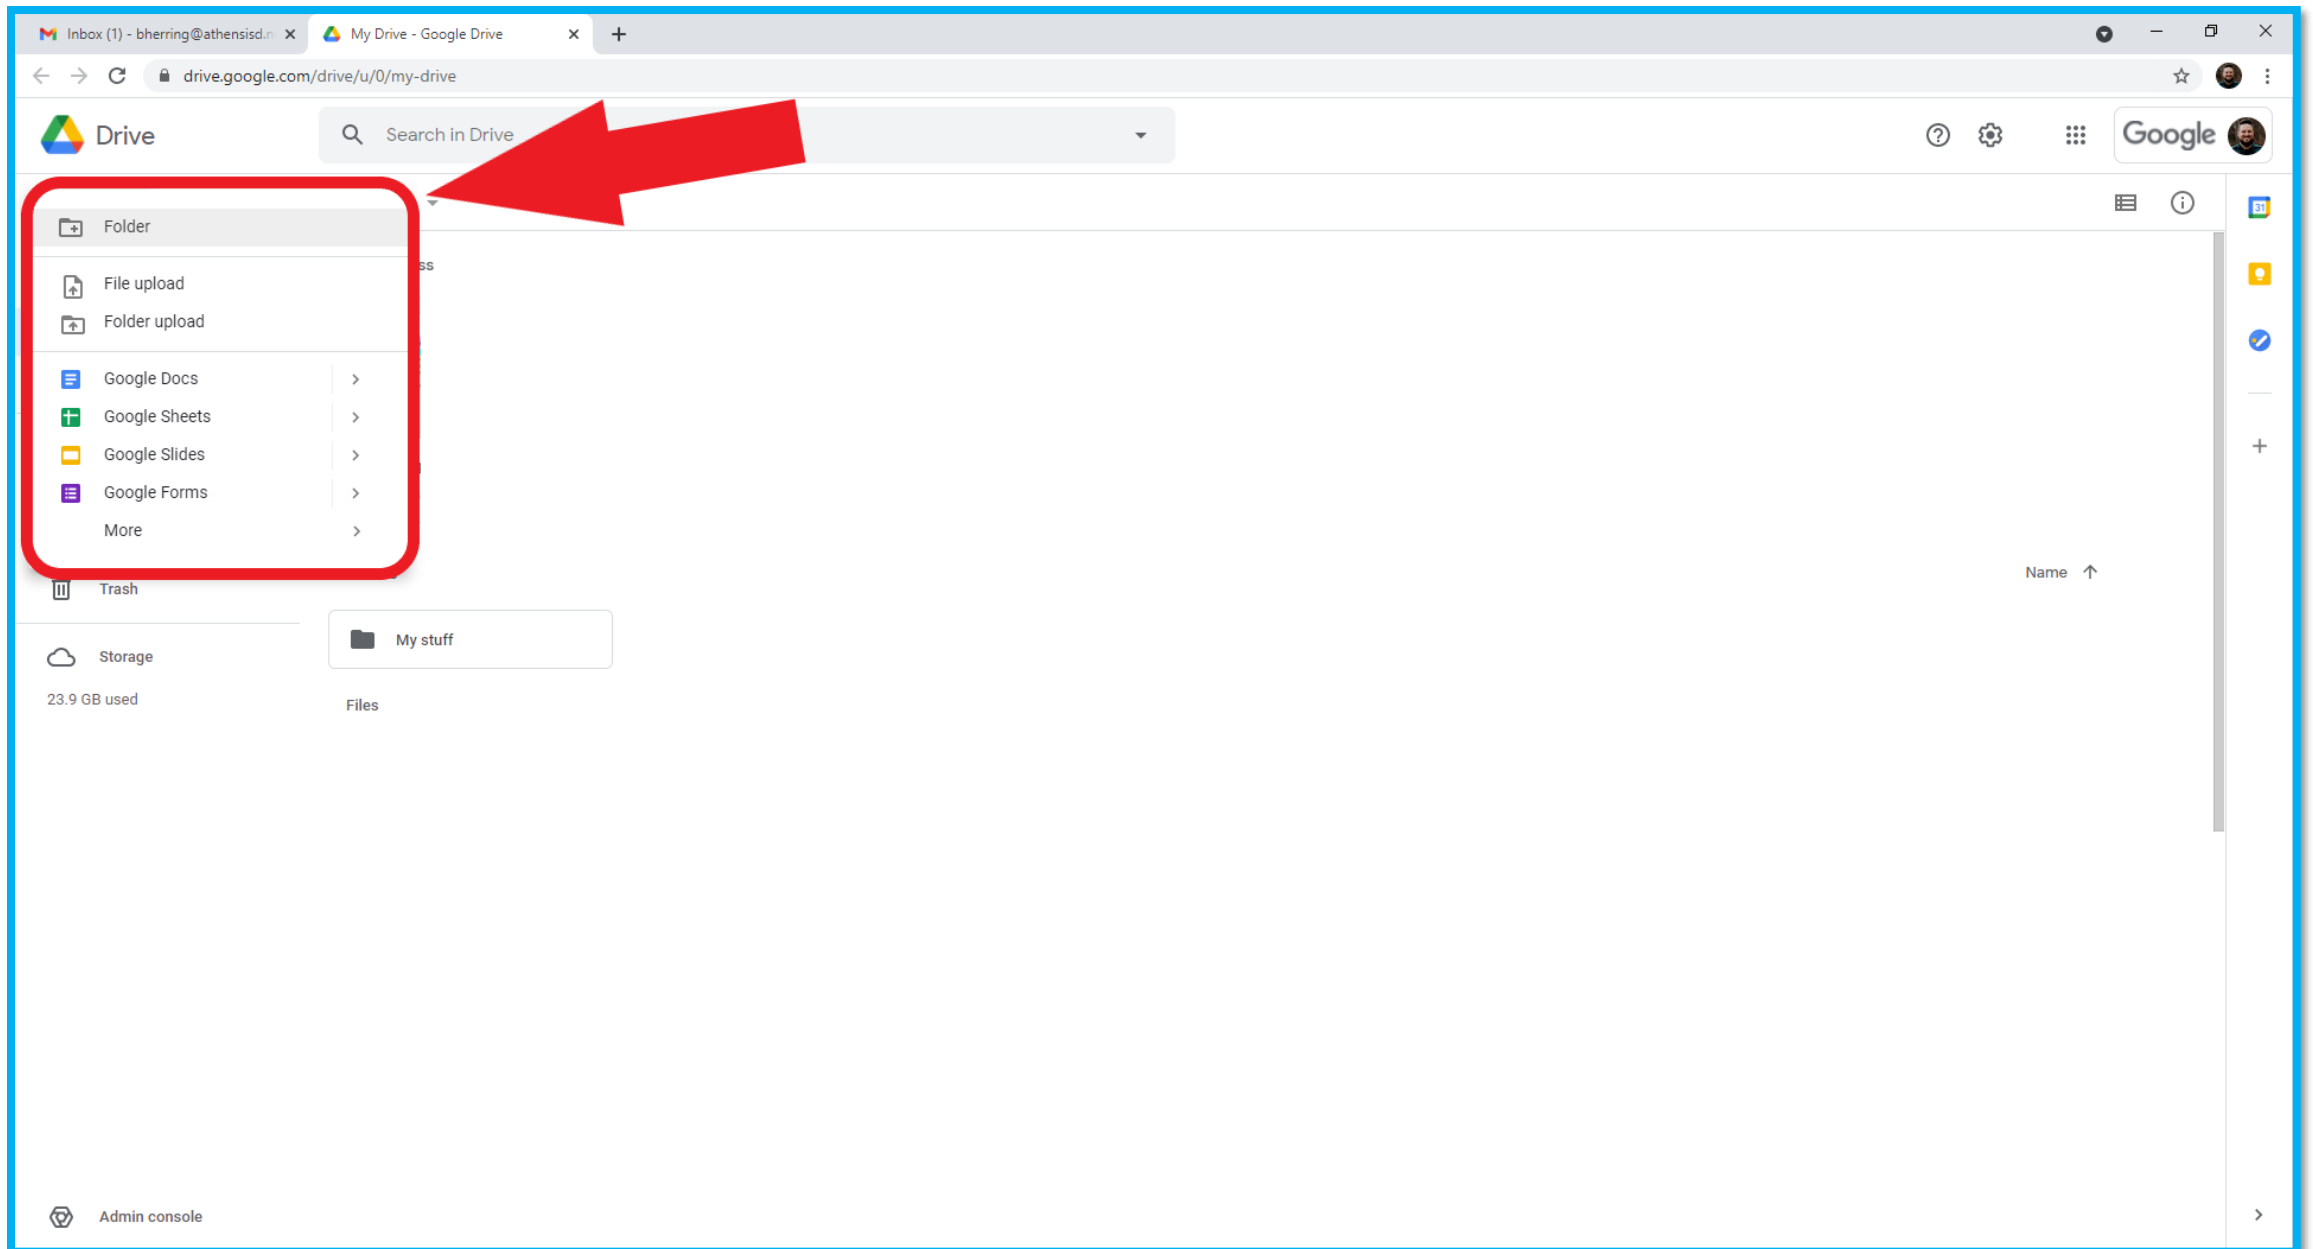 Inbox (1) - bherring@athensisd.n
My Drive - Google Drive
drive.google.com/drive/u/0/my-drive
Drive
Search in Drive
Google
Folder
31
ss
File upload
Folder upload
Google Docs
Google Sheets
Google Slides
Google Forms
More
Name
Trash
My stuff
Storage
23.9 GB used
Files
Admin console